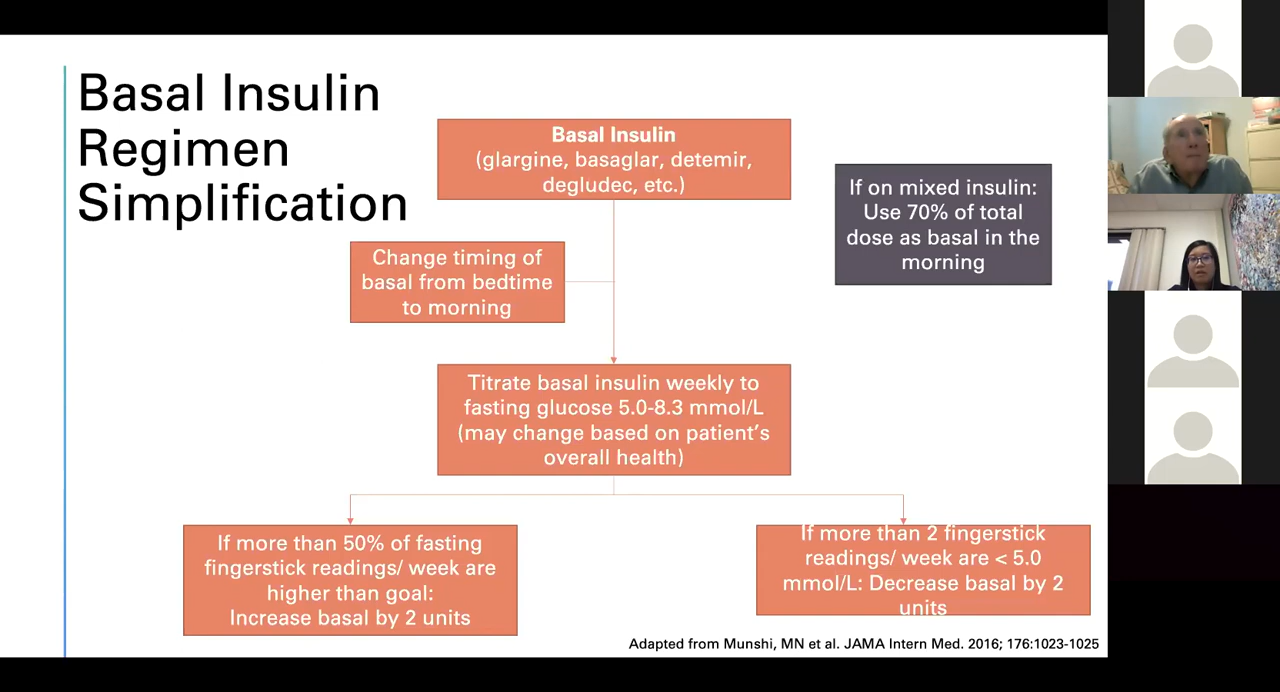 Basal Insulin
Regimen
Simplification
Basal Insulin
(glargine, basaglar, detemir,
degludec, etc.)
If on mixed insulin:
Use 70% of total
dose as basal in the
morning
Change timing of
basal from bedtime
to morning
Titrate basal insulin weekly to
fasting glucose 5.0-8.3 mmol/L
(may change based on patient’s
overall health)
If more than 50% of fasting
fingerstick readings/ week are
higher than goal:
Increase basal by 2 units
If more than 2 fingerstick
readings/ week are < 5.0
mmol/L: Decrease basal by 2
units
Adapted from Munshi, MN et al. JAMA Intern Med. 2016; 176:1023-1025